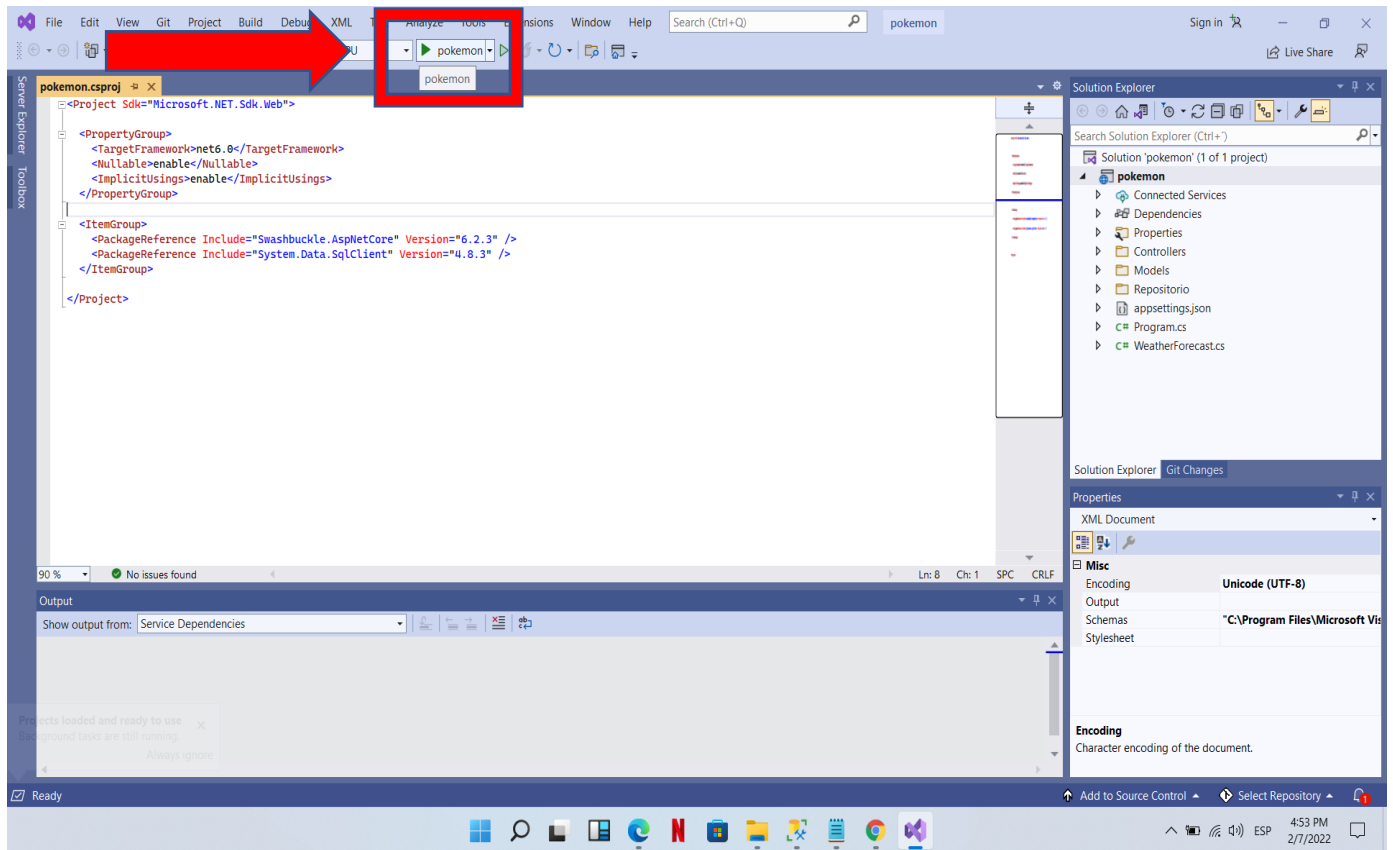 File Edit View Git Project Build Debug XML Analyze Tools Extensions Window Help Search (Ctrl+Q) pokemon Sign in
pokemon Live Share
pokemon
Server Explorer
Toolbox
pokemon.csproj
<Project Sdk="Microsoft.NET.Sdk.Web">
<PropertyGroup>
<TargetFramework>net6.0</TargetFramework>
<Nullable>enable</Nullable>
<ImplicitUsings>enable</ImplicitUsings>
</PropertyGroup>
<ItemGroup>
<PackageReference Include="Swashbuckle.AspNetCore" Version="6.2.3" />
<PackageReference Include="System.Data.SqlClient" Version="4.8.3" />
</ItemGroup>
</Project>
90 % No issues found Ln: 8 Ch: 1 SPC CRLF
Output
Show output from: Service Dependencies
Projects loaded and ready to use
Background tasks are still running.
Always ignore
Solution Explorer
Search Solution Explorer (Ctrl+¨)
Solution 'pokemon' (1 of 1 project)
pokemon
Connected Services
Dependencies
Properties
Controllers
Models
Repositorio
appsettings.json
C# Program.cs
C# WeatherForecast.cs
Solution Explorer Git Changes
Properties
XML Document
Misc
Encoding Unicode (UTF-8)
Output
Schemas "C:\Program Files\Microsoft Vis
Stylesheet
Encoding
Character encoding of the document.
Ready Add to Source Control Select Repository 1
ESP 4:53 PM
2/7/2022